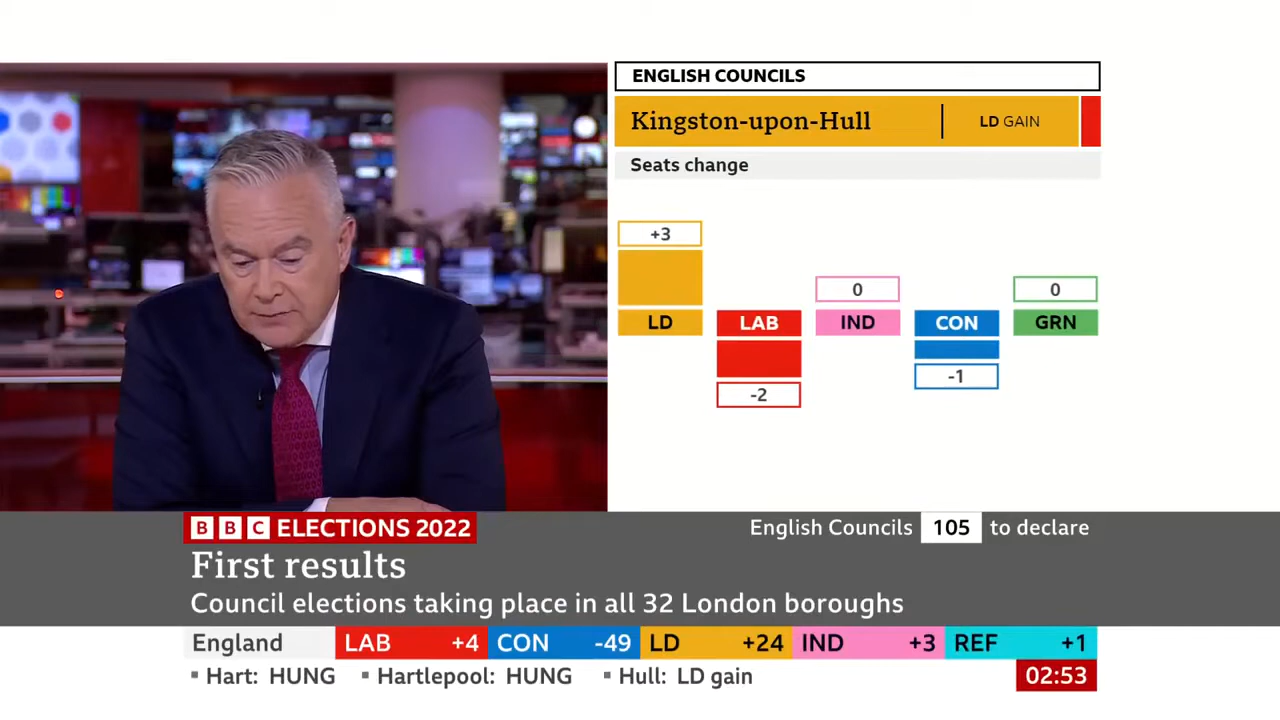 ENGLISH COUNCILS
Kingston-upon-Hull LD GAIN
Seats change
+3 0 0
LD LAB IND CON GRN
-2 -1
BBC ELECTIONS 2022 English Councils 105 to declare
First results
Council elections taking place in all 32 London boroughs
England LAB +4 CON -49 LD +24 IND +3 REF +1
▪ Hart: HUNG ▪ Hartlepool: HUNG ▪ Hull: LD gain 02:53